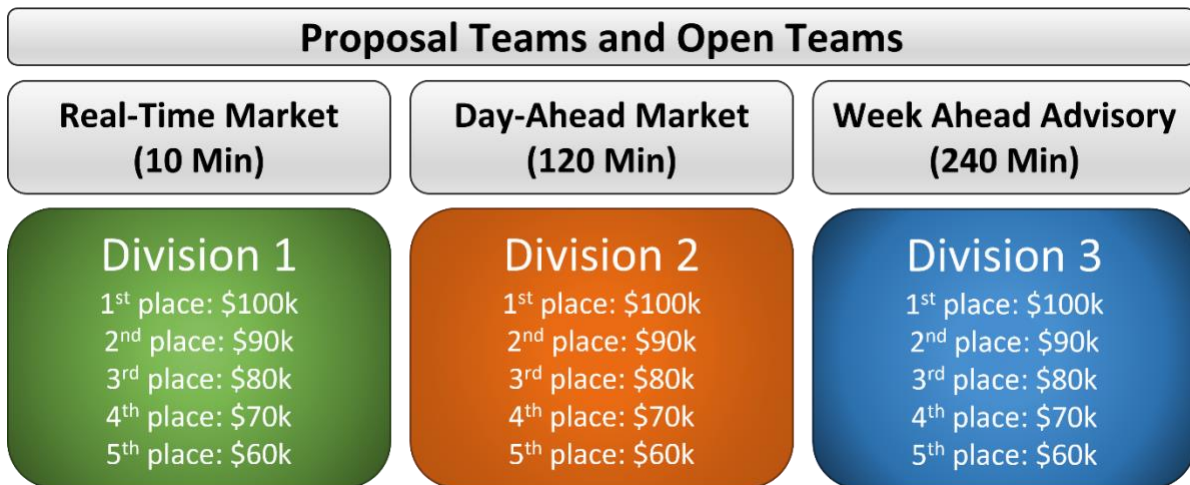 Proposal Teams and Open Teams
Real-Time Market
(10 Min)
Day-Ahead Market
(120 Min)
Week Ahead Advisory
(240 Min)
Division 1
1st place: $100k
2nd place: $90k
3rd place: $80k
4th place: $70k
5th place: $60k
Division 2
1st place: $100k
2nd place: $90k
3rd place: $80k
4th place: $70k
5th place: $60k
Division 3
1st place: $100k
2nd place: $90k
3rd place: $80k
4th place: $70k
5th place: $60k